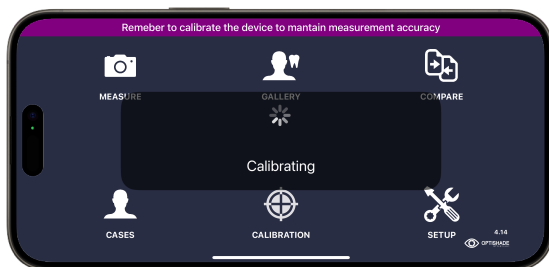 Remeber to calibrate the device to mantain measurement accuracy
MEASURE
GALLERY
COMPARE
Calibrating
CASES
CALIBRATION
SETUP
4.14
OPTISHADE